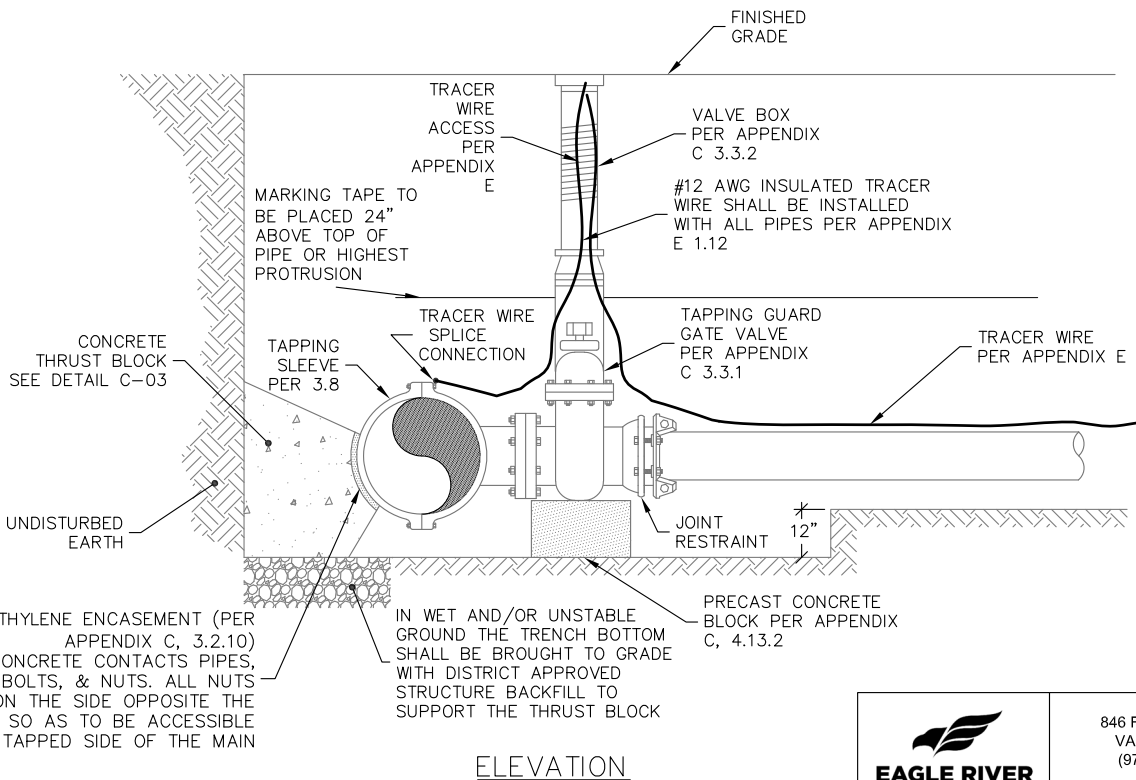 FINISHED
GRADE
TRACER
WIRE
ACCESS
PER
APPENDIX
E
VALVE BOX
PER APPENDIX
C 3.3.2
#12 AWG INSULATED TRACER
WIRE SHALL BE INSTALLED
WITH ALL PIPES PER APPENDIX
E 1.12
MARKING TAPE TO
BE PLACED 24"
ABOVE TOP OF
PIPE OR HIGHEST
PROTRUSION
CONCRETE
THRUST BLOCK
SEE DETAIL C-03
TAPPING
SLEEVE
PER 3.8
TRACER WIRE
SPLICE
CONNECTION
TAPPING GUARD
GATE VALVE
PER APPENDIX
C 3.3.1
TRACER WIRE
PER APPENDIX E
UNDISTURBED
EARTH
JOINT
RESTRAINT
12"
THYLENE ENCASEMENT (PER
APPENDIX C, 3.2.10)
ONCRETE CONTACTS PIPES,
BOLTS, & NUTS. ALL NUTS
ON THE SIDE OPPOSITE THE
SO AS TO BE ACCESSIBLE
TAPPED SIDE OF THE MAIN
IN WET AND/OR UNSTABLE
GROUND THE TRENCH BOTTOM
SHALL BE BROUGHT TO GRADE
WITH DISTRICT APPROVED
STRUCTURE BACKFILL TO
SUPPORT THE THRUST BLOCK
PRECAST CONCRETE
BLOCK PER APPENDIX
C, 4.13.2
ELEVATION
EAGLE RIVER
846 F
VA
(97